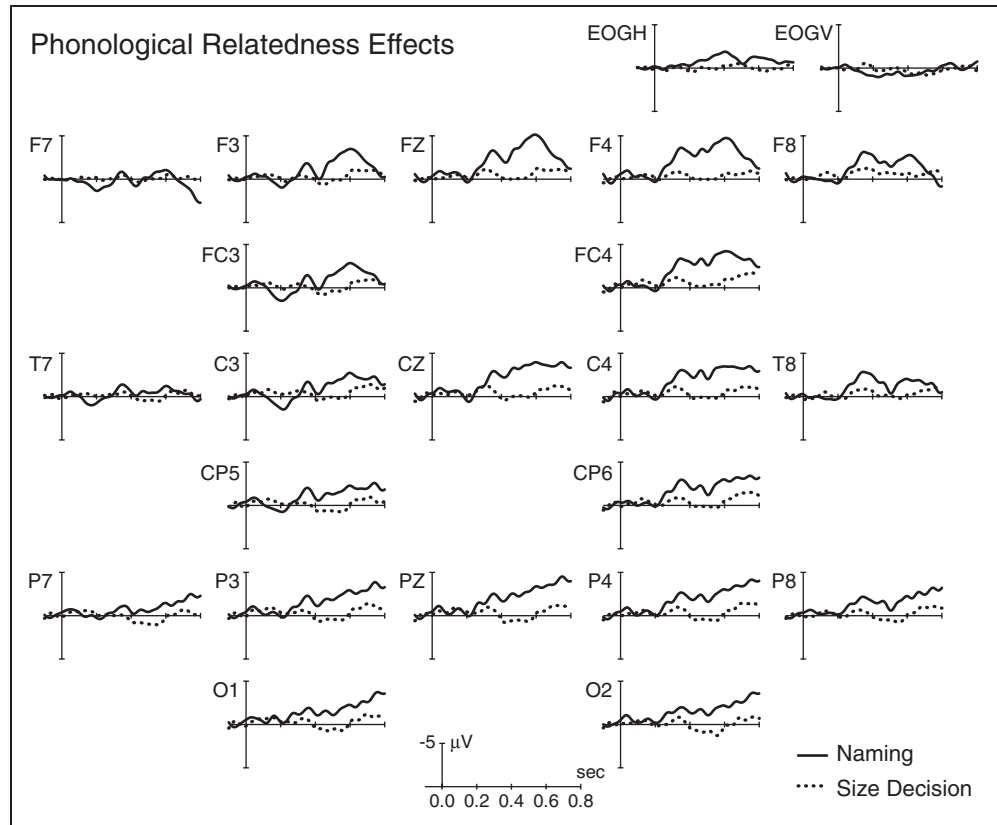 Phonological Relatedness Effects
EOGH EOGV
F7 F3 FZ F4 F8
FC3 FC4
T7 C3 CZ C4 T8
CP5 CP6
P7 P3 PZ P4 P8
O1 O2
-5 μV
sec
0.0 0.2 0.4 0.6 0.8
Naming
Size Decision